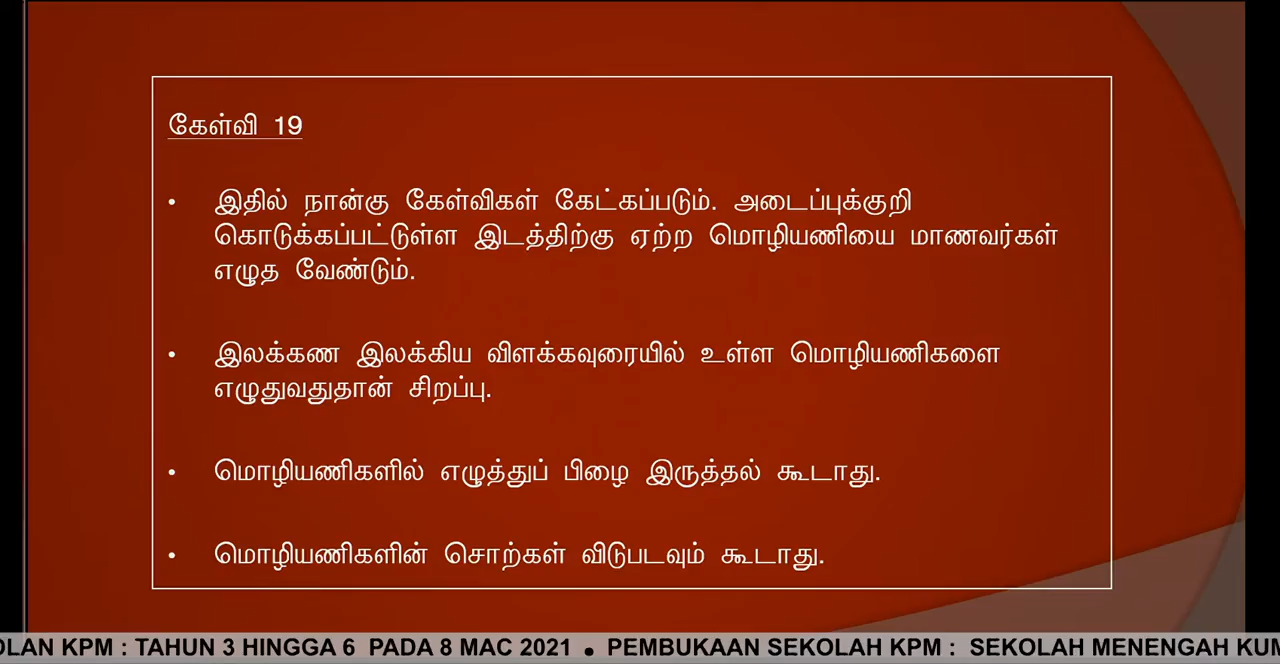 கேள்வி 19
• இதில் நான்கு கேள்விகள் கேட்கப்படும். அடைப்புக்குறி
கொடுக்கப்பட்டுள்ள இடத்திற்கு ஏற்ற மொழியணியை மாணவர்கள்
எழுத வேண்டும்.
• இலக்கண இலக்கிய விளக்கவுரையில் உள்ள மொழியணிகளை
எழுதுவதுதான் சிறப்பு.
• மொழியணிகளில் எழுத்துப் பிழை இருத்தல் கூடாது.
• மொழியணிகளின் சொற்கள் விடுபடவும் கூடாது.
KPM : TAHUN 3 HINGGA 6 PADA 8 MAC 2021 • PEMBUKAAN SEKOLAH KPM : SEKOLAH MENENGAH